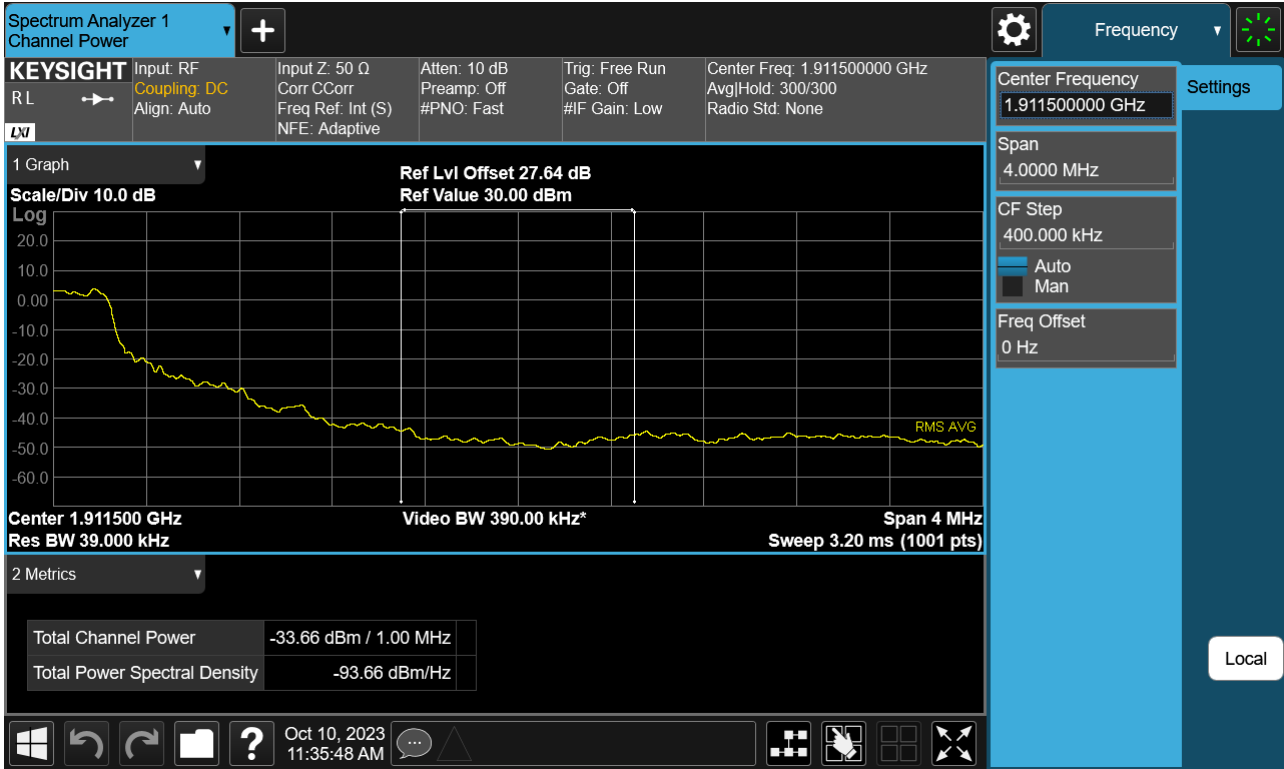 Spectrum Analyzer 1
Channel Power
Frequency
KEYSIGHT
R L
LXI
Input: RF
Coupling: DC
Align: Auto
Input Z: 50 Ω
Corr CCorr
Freq Ref: Int (S)
NFE: Adaptive
Atten: 10 dB
Preamp: Off
#PNO: Fast
Trig: Free Run
Gate: Off
#IF Gain: Low
Center Freq: 1.911500000 GHz
Avg|Hold: 300/300
Radio Std: None
Center Frequency
1.911500000 GHz
Settings
Span
4.0000 MHz
CF Step
400.000 kHz
Auto
Man
Freq Offset
0 Hz
Local
1 Graph
Ref Lvl Offset 27.64 dB
Scale/Div 10.0 dB
Ref Value 30.00 dBm
Log
20.0
10.0
0.00
-10.0
-20.0
-30.0
-40.0
-50.0
-60.0
RMS AVG
Center 1.911500 GHz
Video BW 390.00 kHz*
Span 4 MHz
Res BW 39.000 kHz
Sweep 3.20 ms (1001 pts)
2 Metrics
Total Channel Power
-33.66 dBm / 1.00 MHz
Total Power Spectral Density
-93.66 dBm/Hz
?
Oct 10, 2023
11:35:48 AM